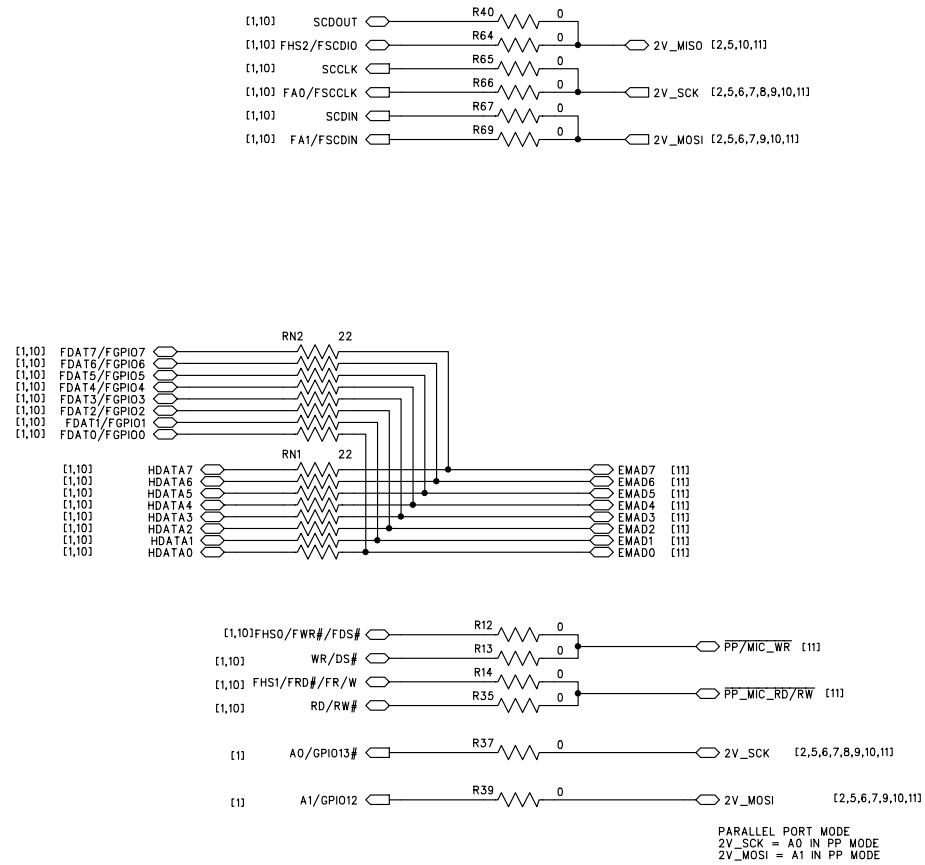 [1,10] SCDOUT R40 0
[1,10] FHS2/FSCDIO R64 0 2V_MISO [2,5,10,11]
[1,10] SCCLK R65 0
[1,10] FA0/FSCCLK R66 0 2V_SCK [2,5,6,7,8,9,10,11]
[1,10] SCDIN R67 0
[1,10] FA1/FSCDIN R69 0 2V_MOSI [2,5,6,7,9,10,11]
RN2 22
[1,10] FDAT7/FGPIO7
[1,10] FDAT6/FGPIO6
[1,10] FDAT5/FGPIO5
[1,10] FDAT4/FGPIO4
[1,10] FDAT3/FGPIO3
[1,10] FDAT2/FGPIO2
[1,10] FDAT1/FGPIO1
[1,10] FDAT0/FGPIO0
RN1 22
[1,10] HDATA7 EMAD7 [11]
[1,10] HDATA6 EMAD6 [11]
[1,10] HDATA5 EMAD5 [11]
[1,10] HDATA4 EMAD4 [11]
[1,10] HDATA3 EMAD3 [11]
[1,10] HDATA2 EMAD2 [11]
[1,10] HDATA1 EMAD1 [11]
[1,10] HDATA0 EMAD0 [11]
[1,10]FHS0/FWR#/FDS# R12 0
PP/MIC_WR [11]
[1,10] WR/DS# R13 0
[1,10] FHS1/FRD#/FR/W R14 0
PP_MIC_RD/RW [11]
[1,10] RD/RW# R35 0
[1] A0/GPIO13# R37 0 2V_SCK [2,5,6,7,8,9,10,11]
[1] A1/GPIO12 R39 0 2V_MOSI [2,5,6,7,9,10,11]
PARALLEL PORT MODE
2V_SCK = A0 IN PP MODE
2V_MOSI = A1 IN PP MODE